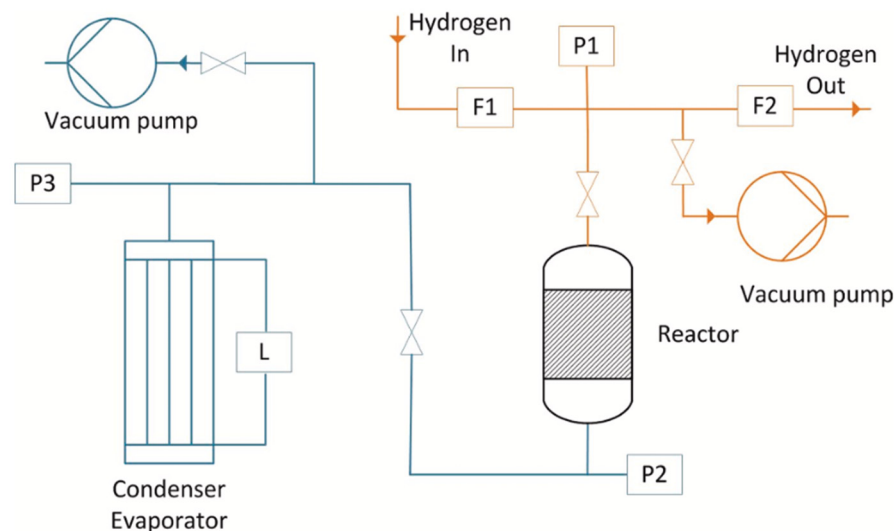 Hydrogen
In
P1
Hydrogen
Out
F1
F2
Vacuum pump
P3
Vacuum pump
Reactor
L
P2
Condenser
Evaporator